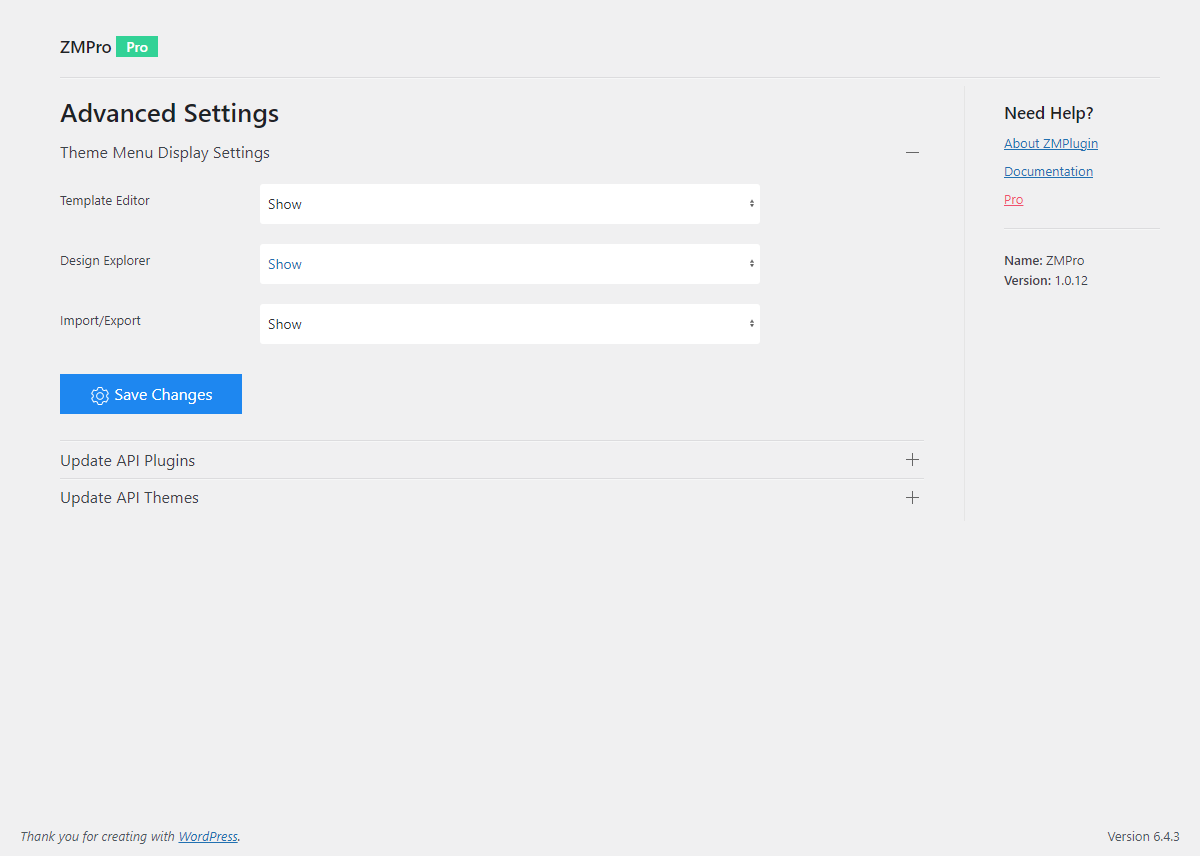 ZMPro Pro
Advanced Settings
Theme Menu Display Settings
Template Editor
Show
Design Explorer
Show
Import/Export
Show
Save Changes
Update API Plugins
Update API Themes
Need Help?
About ZMPlugin
Documentation
Pro
Name: ZMPro
Version: 1.0.12
Thank you for creating with WordPress.
Version 6.4.3